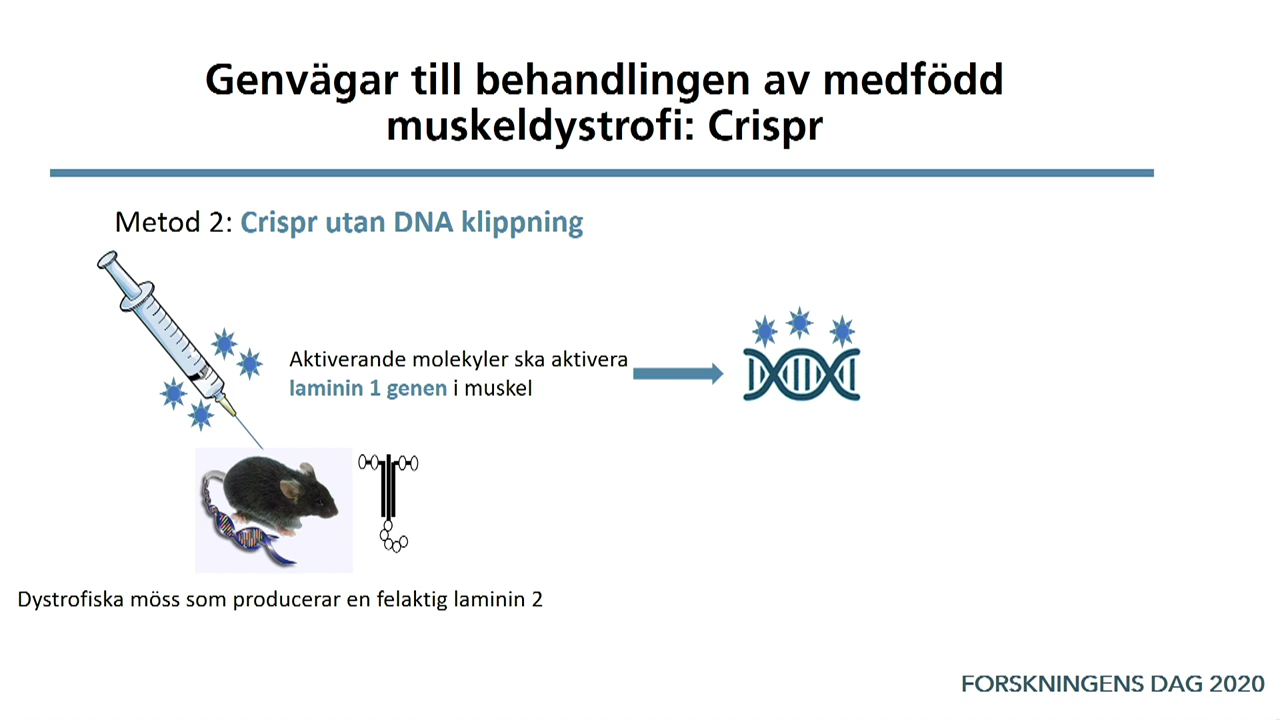 Genvägar till behandlingen av medfödd
muskeldystrofi: Crispr
Metod 2: Crispr utan DNA klippning
Aktiverande molekyler ska aktivera
laminin 1 genen i muskel
Dystrofiska möss som producerar en felaktig laminin 2
FORSKNINGENS DAG 2020